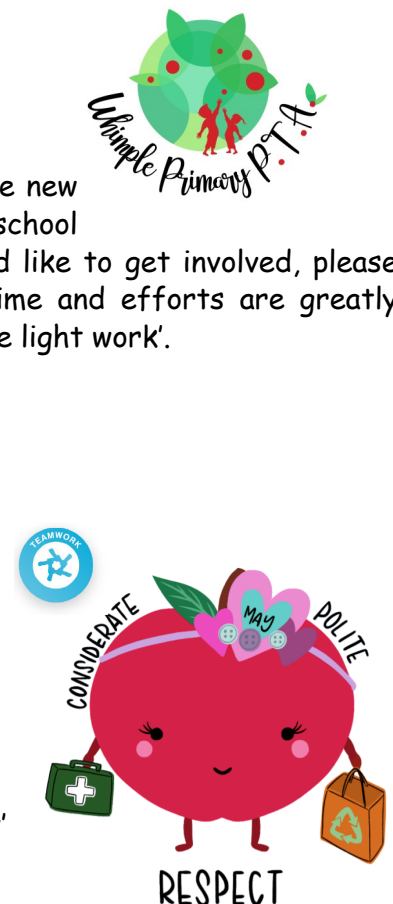 Whimple Primary P.T.A.
e new
school
d like to get involved, please
ime and efforts are greatly
e light work'.
TEAMWORK
CONSIDERATE
MAY
POLITE
RESPECT